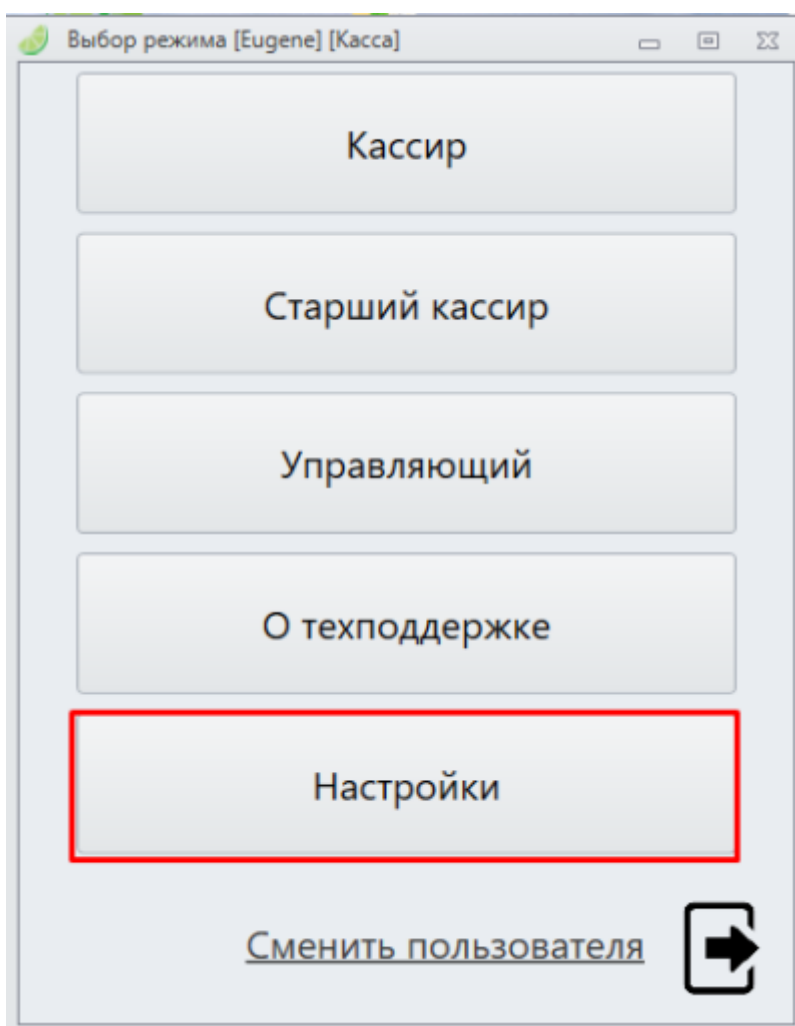 Выбор режима [Eugene] [Касса]
Кассир
Старший кассир
Управляющий
О техподдержке
Настройки
Сменить пользователя